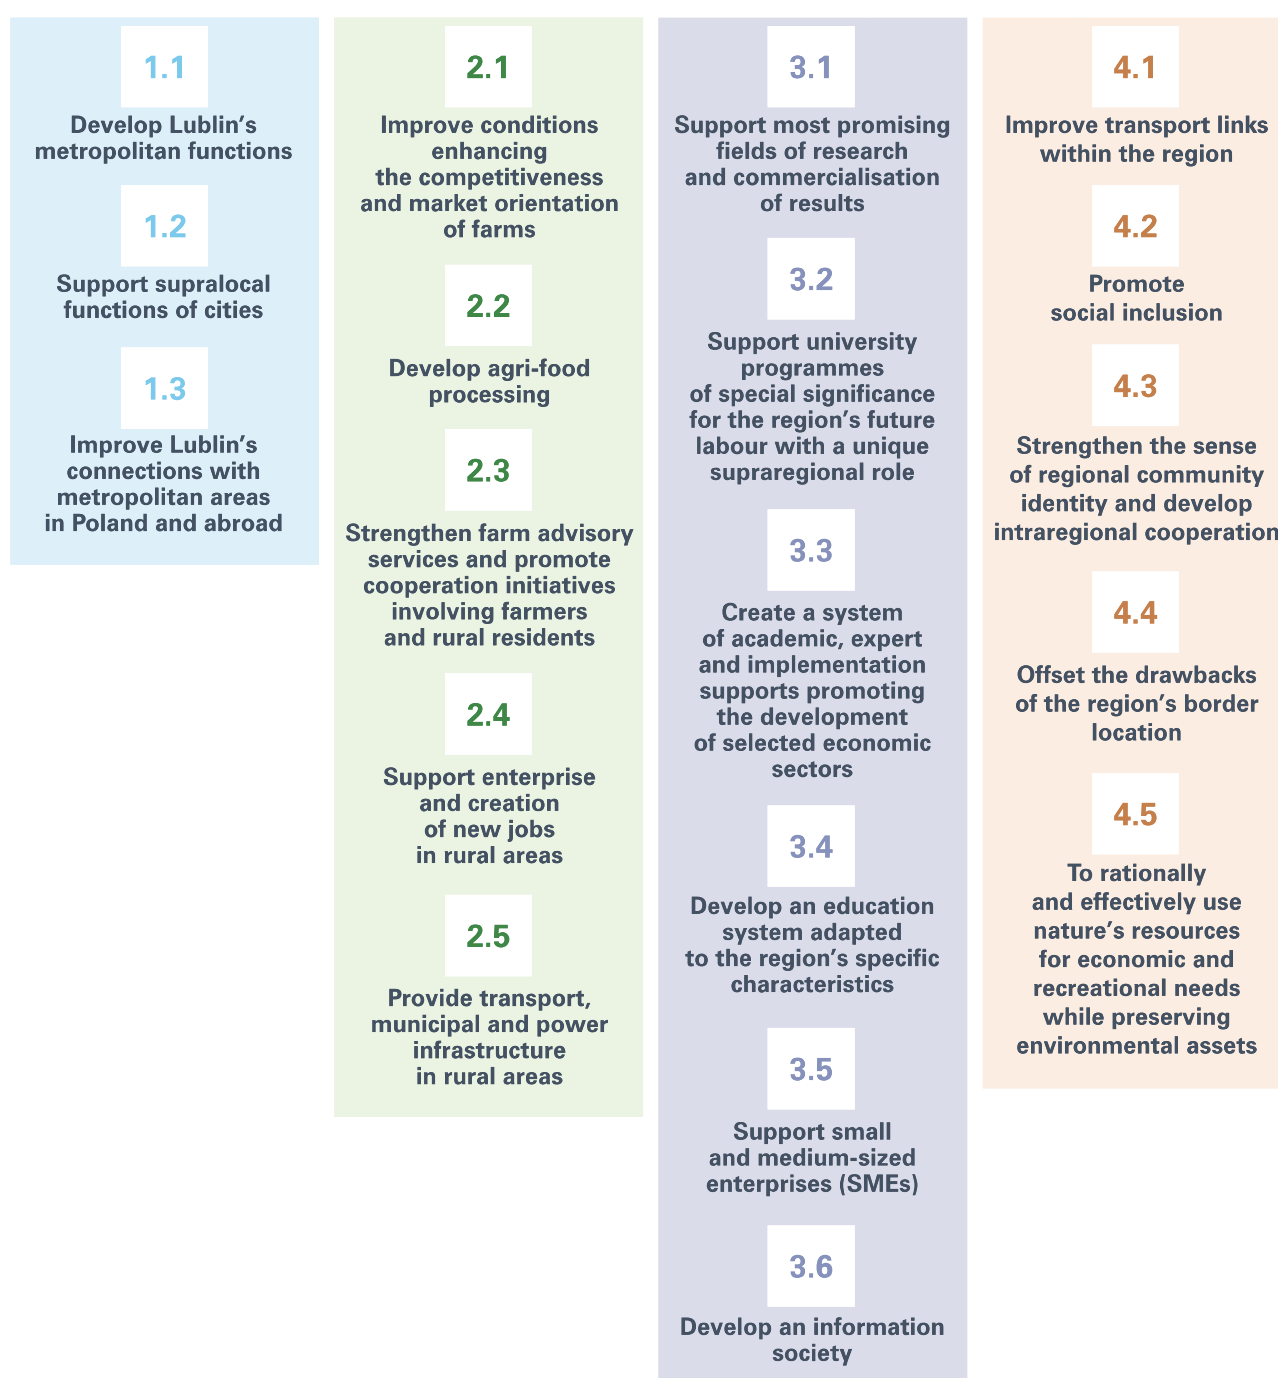 1.1
Develop Lublin's
metropolitan functions
1.2
Support supralocal
functions of cities
1.3
Improve Lublin's
connections with
metropolitan areas
in Poland and abroad
2.1
Improve conditions
enhancing
the competitiveness
and market orientation
of farms
2.2
Develop agri-food
processing
2.3
Strengthen farm advisory
services and promote
cooperation initiatives
involving farmers
and rural residents
2.4
Support enterprise
and creation
of new jobs
in rural areas
2.5
Provide transport,
municipal and power
infrastructure
in rural areas
3.1
Support most promising
fields of research
and commercialisation
of results
3.2
Support university
programmes
of special significance
for the region's future
labour with a unique
supraregional role
3.3
Create a system
of academic, expert
and implementation
supports promoting
the development
of selected economic
sectors
3.4
Develop an education
system adapted
to the region's specific
characteristics
3.5
Support small
and medium-sized
enterprises (SMEs)
3.6
Develop an information
society
4.1
Improve transport links
within the region
4.2
Promote
social inclusion
4.3
Strengthen the sense
of regional community
identity and develop
intraregional cooperation
4.4
Offset the drawbacks
of the region's border
location
4.5
To rationally
and effectively use
nature's resources
for economic and
recreational needs
while preserving
environmental assets